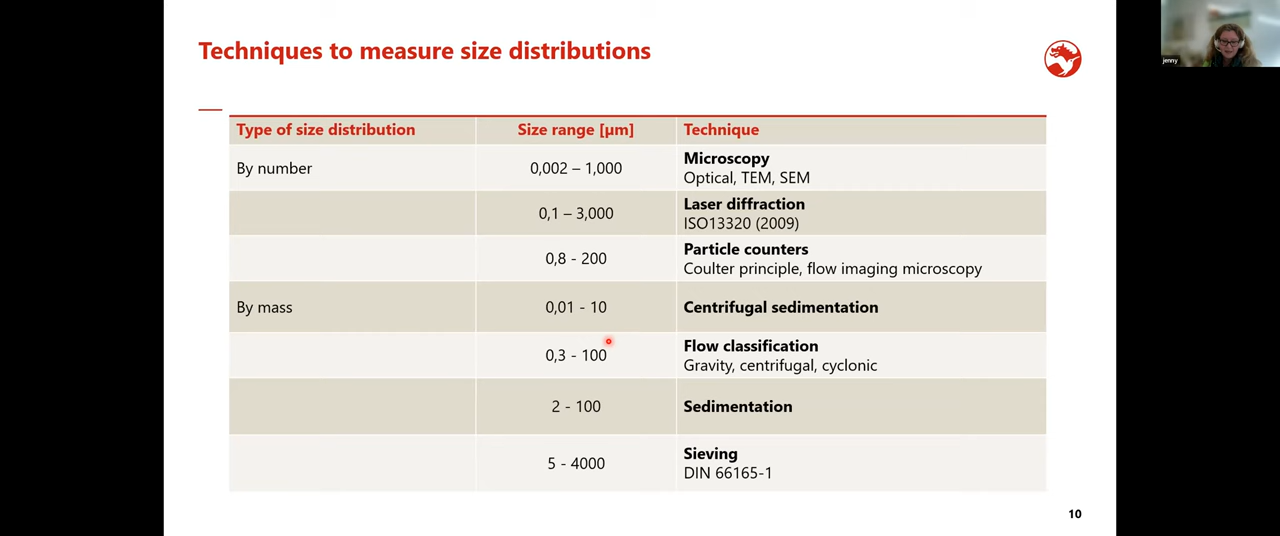 Techniques to measure size distributions
jenny
Type of size distribution Size range [µm] Technique
By number 0,002 – 1,000 Microscopy
Optical, TEM, SEM
0,1 – 3,000 Laser diffraction
ISO13320 (2009)
0,8 - 200 Particle counters
Coulter principle, flow imaging microscopy
By mass 0,01 - 10 Centrifugal sedimentation
0,3 - 100 Flow classification
Gravity, centrifugal, cyclonic
2 - 100 Sedimentation
5 - 4000 Sieving
DIN 66165-1
10